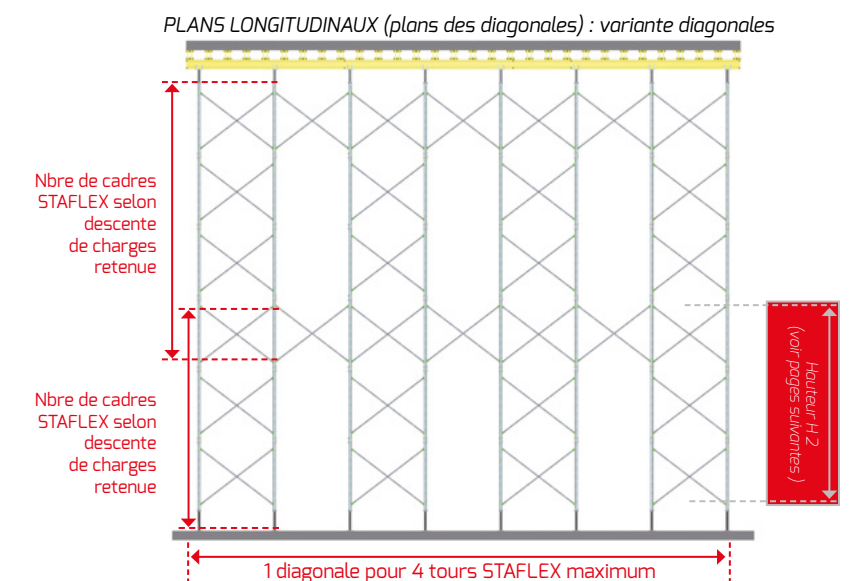 PLANS LONGITUDINAUX (plans des diagonales) : variante diagonales
Nbre de cadres
STAFLEX selon
descente
de charges
retenue
Nbre de cadres
STAFLEX selon
descente
de charges
retenue
Hauteur H 2
(voir pages suivantes )
1 diagonale pour 4 tours STAFLEX maximum